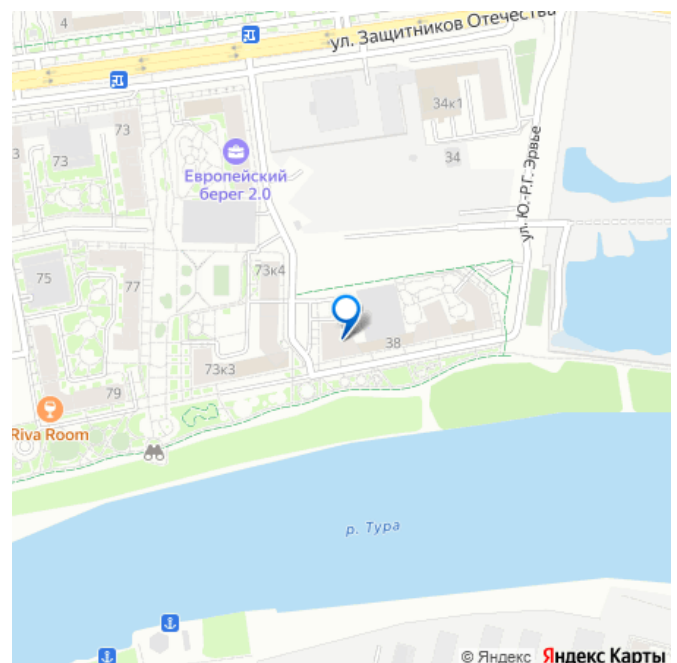 4
ул. Защитников Отечества
34к1
73
3
73
34
Европейский
берег 2.0
ул. Ю.-Р.Г. Эрвье
73к4
75
77
38
73к3
79
Riva Room
р. Тура
© Яндекс Яндекс Карты